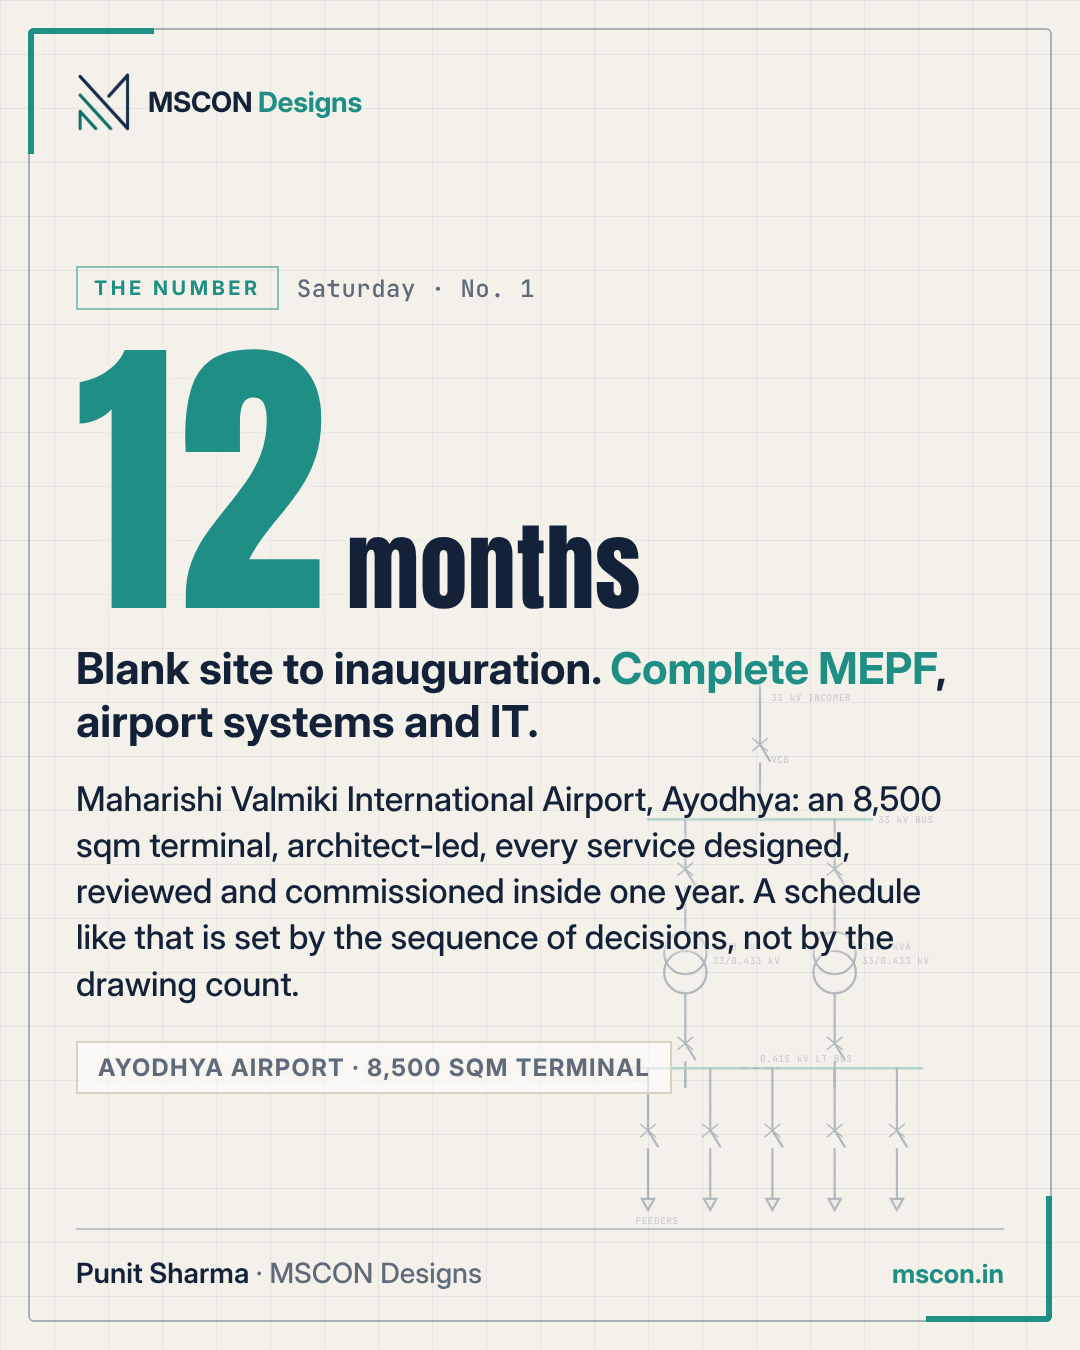 MSCON Designs
THE NUMBER
Saturday · No. 1
12 months
Blank site to inauguration. Complete MEPF,
airport systems and IT.
33 kV INCOMER
VCB
Maharishi Valmiki International Airport, Ayodhya: an 8,500
33 kV BUS
sqm terminal, architect-led, every service designed,
reviewed and commissioned inside one year. A schedule
like that is set by the sequence of decisions, not by the
kVA
33/0.433 kV
33/0.433 kV
drawing count.
0.415 kV LT BUS
AYODHYA AIRPORT · 8,500 SQM TERMINAL
FEEDERS
Punit Sharma · MSCON Designs
mscon.in